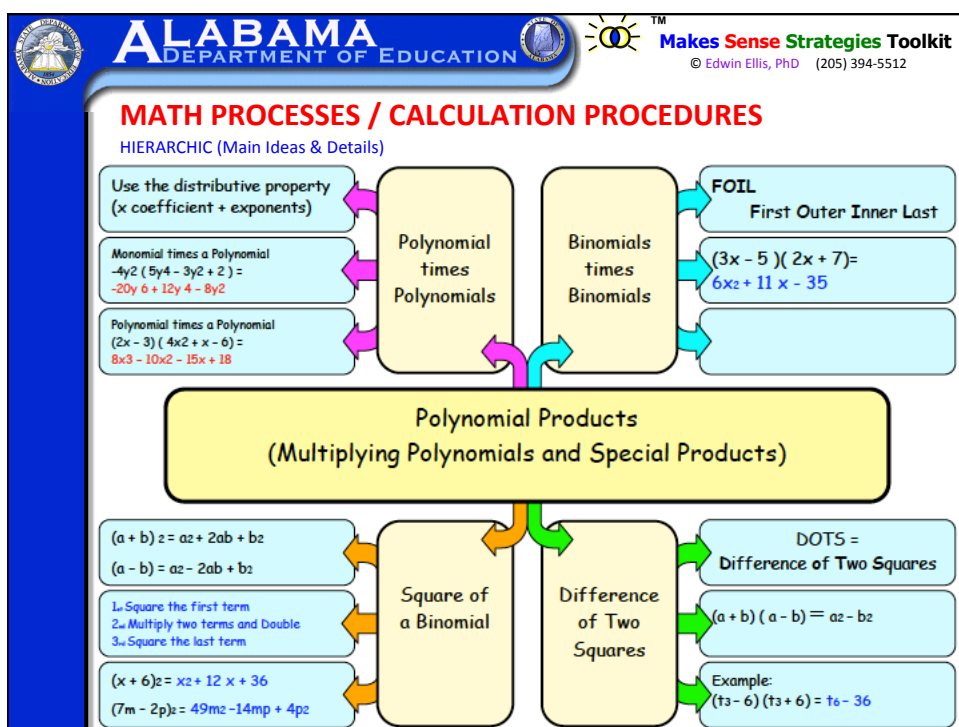 ALABAMA
DEPARTMENT OF EDUCATION
TM
Makes Sense Strategies Toolkit
© Edwin Ellis, PhD (205) 394-5512
MATH PROCESSES / CALCULATION PROCEDURES
HIERARCHIC (Main Ideas & Details)
Use the distributive property
(x coefficient + exponents)
Monomial times a Polynomial
-4y2 ( 5y4 – 3y2 + 2 ) =
-20y 6 + 12y 4 – 8y2
Polynomial times a Polynomial
(2x – 3) ( 4x2 + x – 6) =
8x3 – 10x2 – 15x + 18
Polynomial
times
Polynomials
Binomials
times
Binomials
FOIL
First Outer Inner Last
(3x – 5 )( 2x + 7)=
6x2 + 11 x – 35
Polynomial Products
(Multiplying Polynomials and Special Products)
(a + b) 2 = a2 + 2ab + b2
(a – b) = a2 – 2ab + b2
1st Square the first term
2nd Multiply two terms and Double
3rd Square the last term
(x + 6)2 = x2 + 12 x + 36
(7m – 2p)2 = 49m2 –14mp + 4p2
Square of
a Binomial
Difference
of Two
Squares
DOTS =
Difference of Two Squares
(a + b) ( a – b) = a2 – b2
Example:
(t3 – 6) (t3 + 6) = t6 – 36